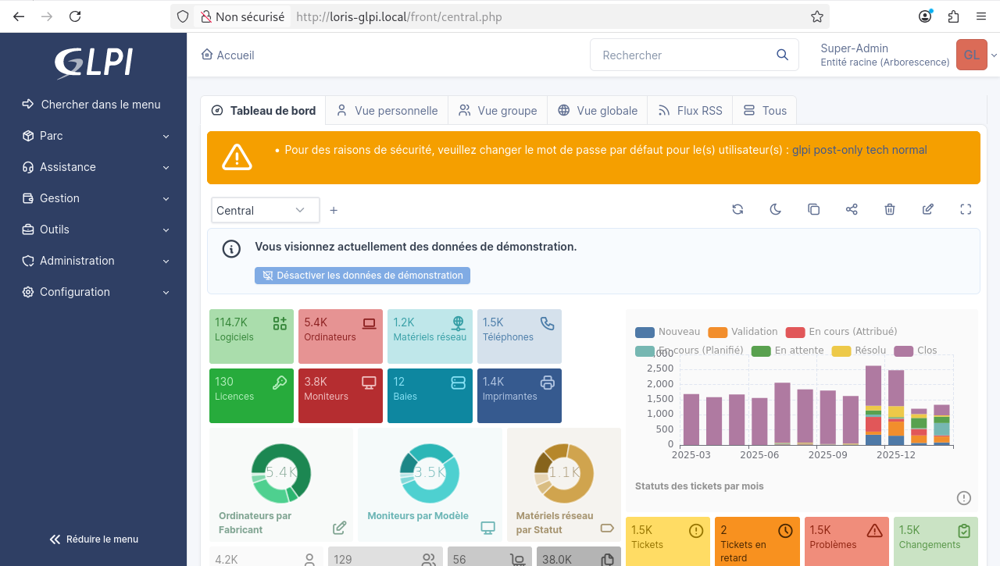 Non sécurisé
http://loris-glpi.local/front/central.php
GLPI
Accueil
Rechercher
Super-Admin
Entité racine (Arborescence)
GL
Chercher dans le menu
Parc
Assistance
Gestion
Outils
Administration
Configuration
Réduire le menu
Tableau de bord
Vue personnelle
Vue groupe
Vue globale
Flux RSS
Tous
• Pour des raisons de sécurité, veuillez changer le mot de passe par défaut pour le(s) utilisateur(s) : glpi post-only tech normal
Central
Vous visionnez actuellement des données de démonstration.
Désactiver les données de démonstration
114.7K
Logiciels
5.4K
Ordinateurs
1.2K
Matériels réseau
1.5K
Téléphones
130
Licences
3.8K
Moniteurs
12
Baies
1.4K
Imprimantes
5.4K
Ordinateurs par
Fabricant
3.5K
Moniteurs par Modèle
1.1K
Matériels réseau
par Statut
4.2K
129
56
38.0K
Nouveau
Validation
En cours (Attribué)
En cours (Planifié)
En attente
Résolu
Clos
2,500
2,000
1,500
1,000
500
0
2025-03
2025-06
2025-09
2025-12
Statuts des tickets par mois
1.5K
Tickets
2
Tickets en
retard
1.5K
Problèmes
1.5K
Changements